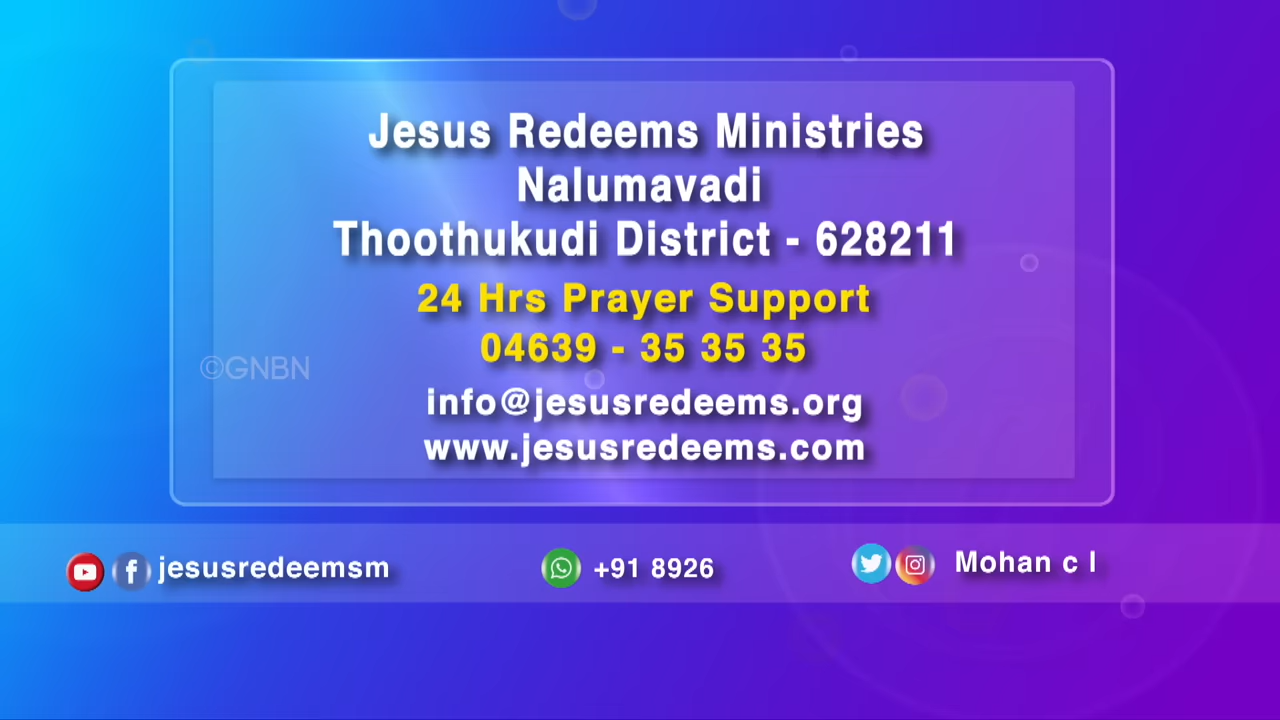 Jesus Redeems Ministries
Nalumavadi
Thoothukudi District - 628211
24 Hrs Prayer Support
04639 - 35 35 35
©GNBN
info@jesusredeems.org
www.jesusredeems.com
jesusredeemsm
+91 8926
Mohan c l